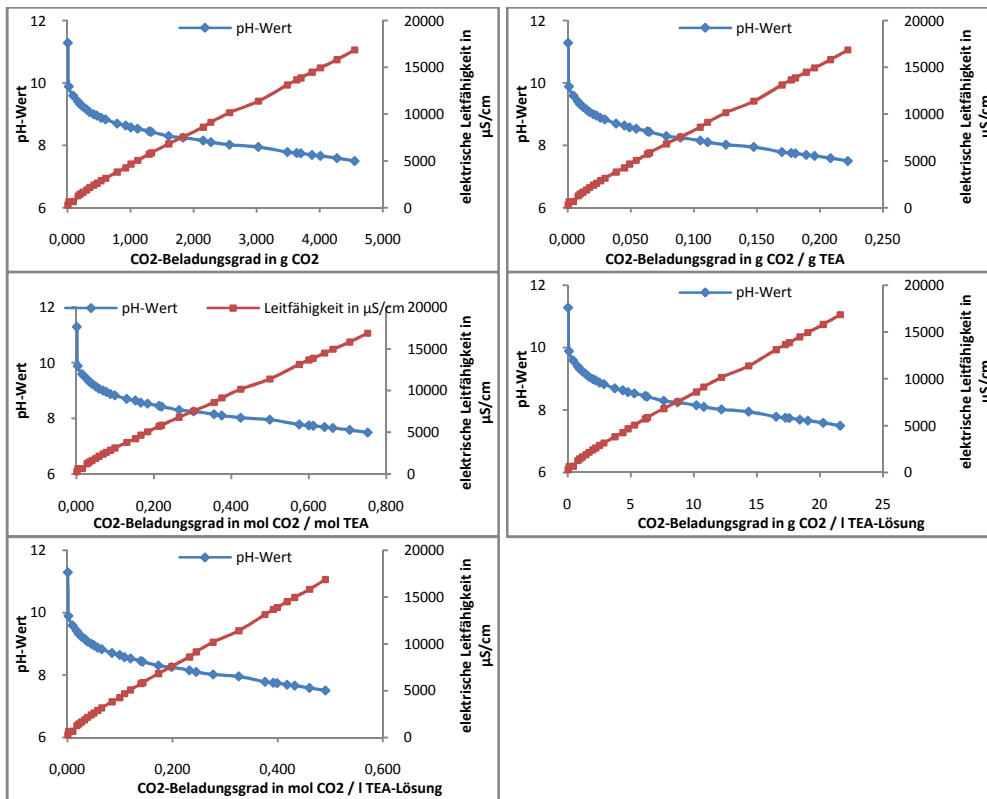 pH-Wert
12
10
8
6
pH-Wert
20000
15000
10000
5000
0
elektrische Leitfähigkeit in
µS/cm
0,000 1,000 2,000 3,000 4,000 5,000
CO2-Beladungsgrad in g CO2
pH-Wert
12
10
8
6
pH-Wert
20000
15000
10000
5000
0
elektrische Leitfähigkeit in
µS/cm
0,000 0,050 0,100 0,150 0,200 0,250
CO2-Beladungsgrad in g CO2 / g TEA
pH-Wert Leitfähigkeit in µS/cm
12
10
8
6
pH-Wert
20000
15000
10000
5000
0
elektrische Leitfähigkeit in
µS/cm
0,000 0,200 0,400 0,600 0,800
CO2-Beladungsgrad in mol CO2 / mol TEA
pH-Wert
12
10
8
6
pH-Wert
20000
15000
10000
5000
0
elektrische Leitfähigkeit in
µS/cm
0 5 10 15 20 25
CO2-Beladungsgrad in g CO2 / l TEA-Lösung
pH-Wert
12
10
8
6
pH-Wert
20000
15000
10000
5000
0
elektrische Leitfähigkeit in
µS/cm
0,000 0,200 0,400 0,600
CO2-Beladungsgrad in mol CO2 / l TEA-Lösung